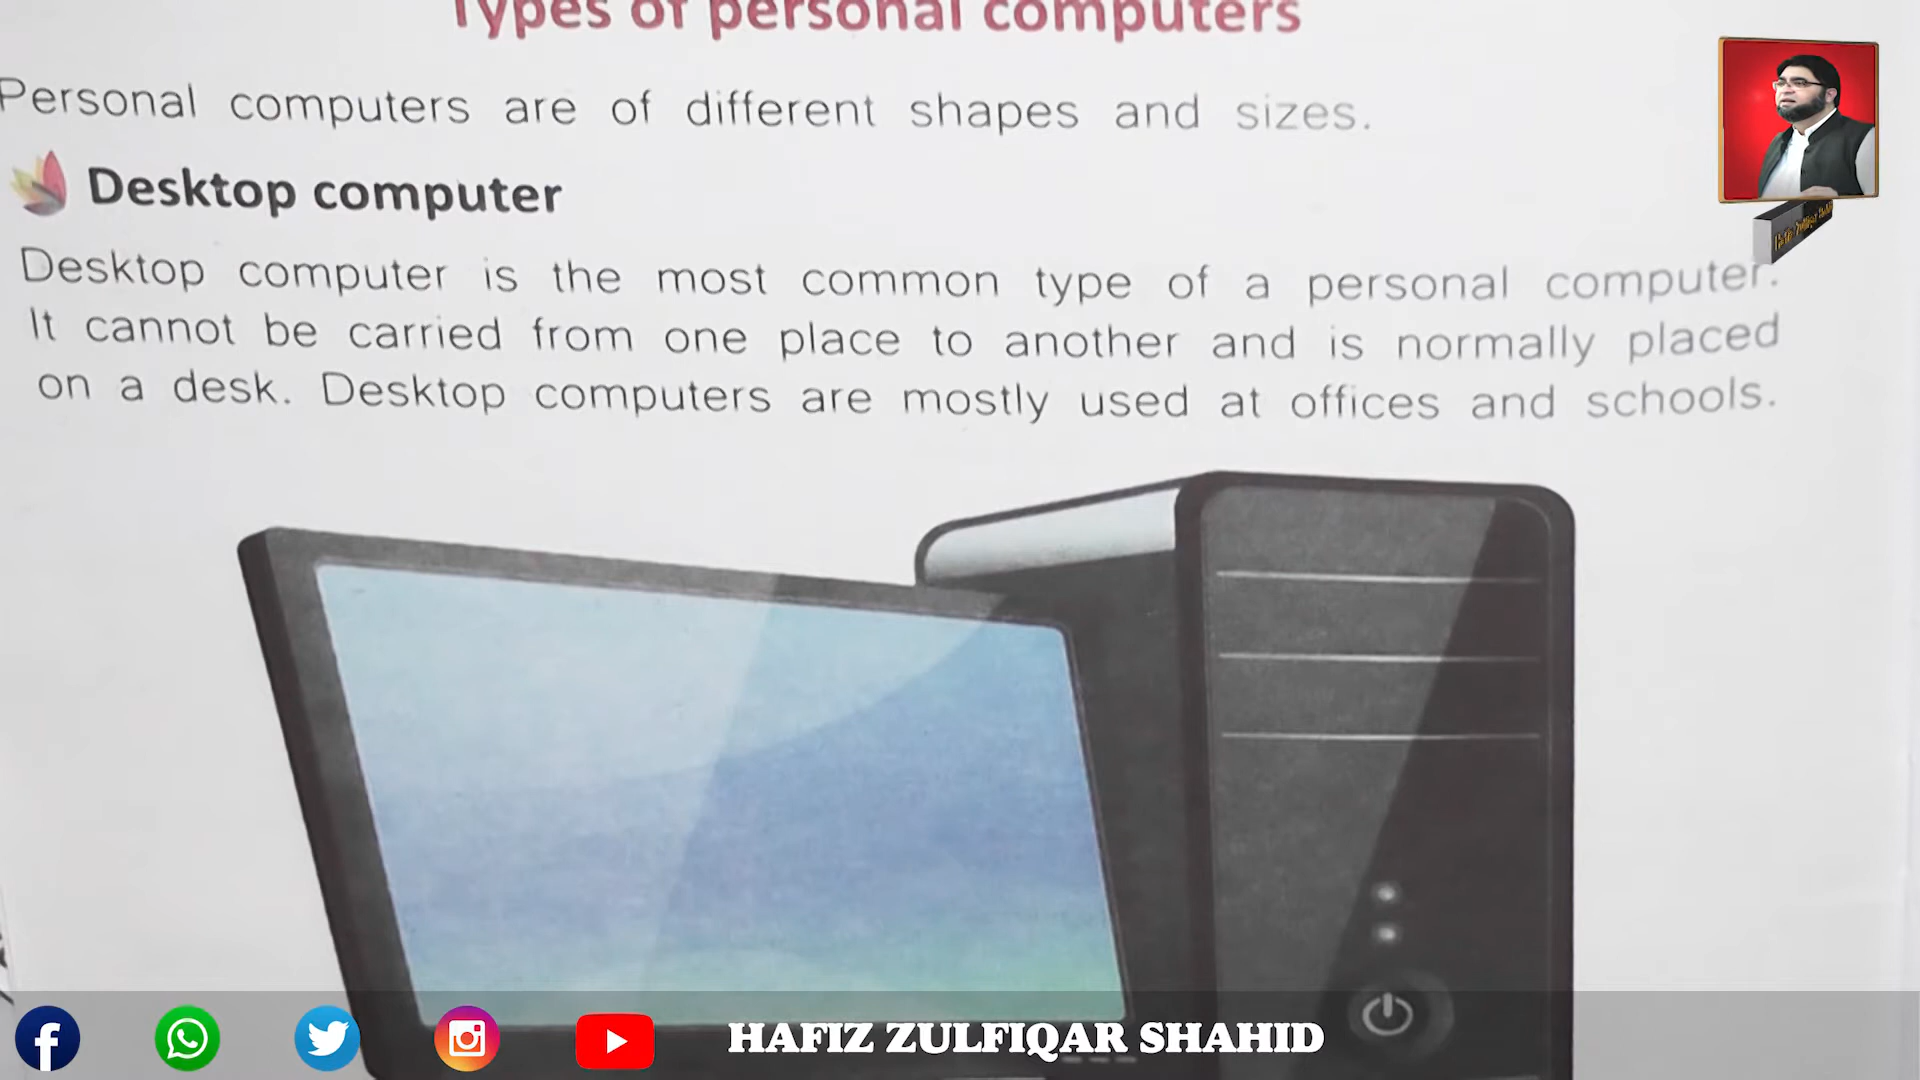 Types of personal computers
Personal computers are of different shapes and sizes.
Desktop computer
Desktop computer is the most common type of a personal computer.
It cannot be carried from one place to another and is normally placed
on a desk. Desktop computers are mostly used at offices and schools.
HAFIZ ZULFIQAR SHAHID